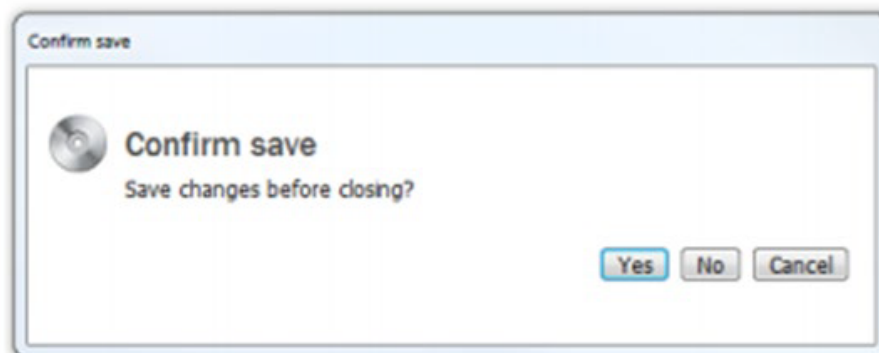 Confirm save
Confirm save
Save changes before closing?
Yes No Cancel